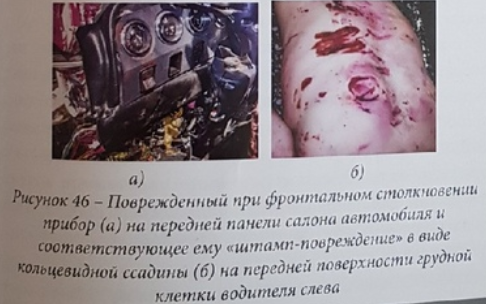 а)
б)
Рисунок 46 – Поврежденный при фронтальном столкновении
прибор (а) на передней панели салона автомобиля и
соответствующее ему «штамп-повреждение» в виде
кольцевидной ссадины (б) на передней поверхности грудной
клетки водителя слева